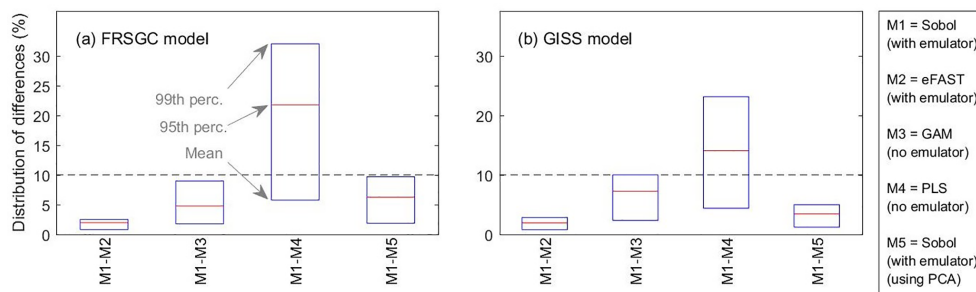 (a) FRSGC model
Distribution of differences (%)
30
25
20
15
10
5
0
99th perc.
95th perc.
Mean
M1-M2
M1-M3
M1-M4
M1-M5
(b) GISS model
30
20
10
0
M1-M2
M1-M3
M1-M4
M1-M5
M1 = Sobol
(with emulator)
M2 = eFAST
(with emulator)
M3 = GAM
(no emulator)
M4 = PLS
(no emulator)
M5 = Sobol
(with emulator)
(using PCA)